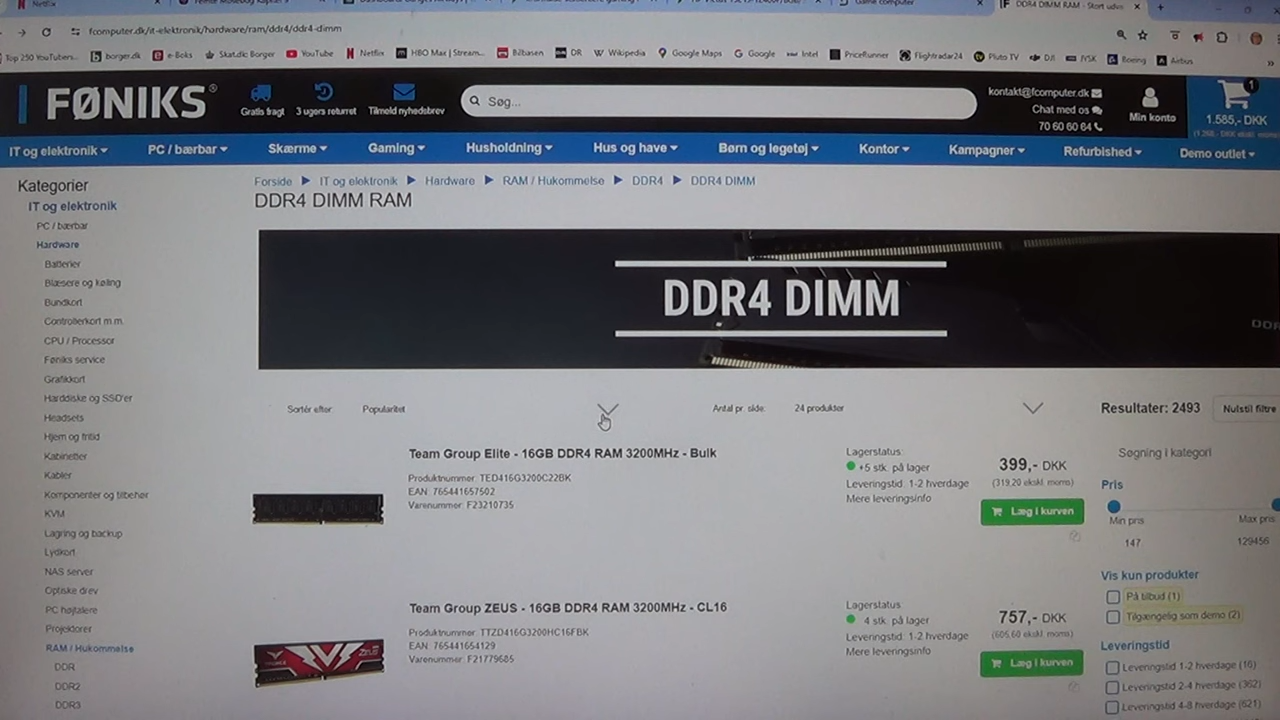 Netflix
Game computer
DDR4 DIMM RAM - Stort udva
fcomputer.dk/it-elektronik/hardware/ram/ddr4/ddr4-dimm
Top 250 YouTubers... borger.dk e-Boks Skat.dic Borger YouTube Netflix HBO Max | Stream... Bilbasen DR Wikipedia Google Maps Google Intel PriceRunner Flightradar24 Pluto TV DJI JYSK Boeing Airbus »
FØNIKS®
Gratis fragt 3 ugers returret Tilmeld nyhedsbrev
Søg...
kontakt@fcomputer.dk
Chat med os
70 60 60 64
Min konto
1
1.585,- DKK
IT og elektronik PC / bærbar Skærme Gaming Husholdning Hus og have Børn og legetøj Kontor Kampagner Refurbished Demo outlet
Kategorier
IT og elektronik
PC / bærbar
Hardware
Batterier
Blæsere og køling
Bundkort
Controllerkort m.m.
CPU / Processor
Føniks service
Grafikkort
Harddiske og SSD'er
Headsets
Hjem og fritid
Kabinetter
Kabler
Komponenter og tilbehør
KVM
Lagring og backup
Lydkort
NAS server
Optiske drev
PC højtalere
Projektorer
RAM / Hukommelse
DDR
DDR2
DDR3
Forside IT og elektronik Hardware RAM / Hukommelse DDR4 DDR4 DIMM
DDR4 DIMM RAM
DDR4 DIMM
Sortér efter: Popularitet Antal pr. side: 24 produkter
Team Group Elite - 16GB DDR4 RAM 3200MHz - Bulk
Produktnummer: TED416G3200C22BK
EAN: 765441657502
Varenummer: F23210735
Lagerstatus:
+5 stk. på lager
Leveringstid: 1-2 hverdage
Mere leveringsinfo
399,- DKK
(319,20 ekskl. moms)
Læg i kurven
Team Group ZEUS - 16GB DDR4 RAM 3200MHz - CL16
Produktnummer: TTZD416G3200HC16FBK
EAN: 765441654129
Varenummer: F21779685
ZEUS
Lagerstatus
4 stk. på lager
Leveringstid: 1-2 hverdage
Mere leveringsinfo
757,- DKK
(605,60 ekskl. moms)
Læg i kurven
Resultater: 2493 Nulstil filtre
Søgning i kategori
Pris
Min pris Max pris
147 129456
Vis kun produkter
På tilbud (1)
Tilgængelig som demo (2)
Leveringstid
Leveringstid 1-2 hverdage (16)
Leveringstid 2-4 hverdage (362)
Leveringstid 4-8 hverdage (621)